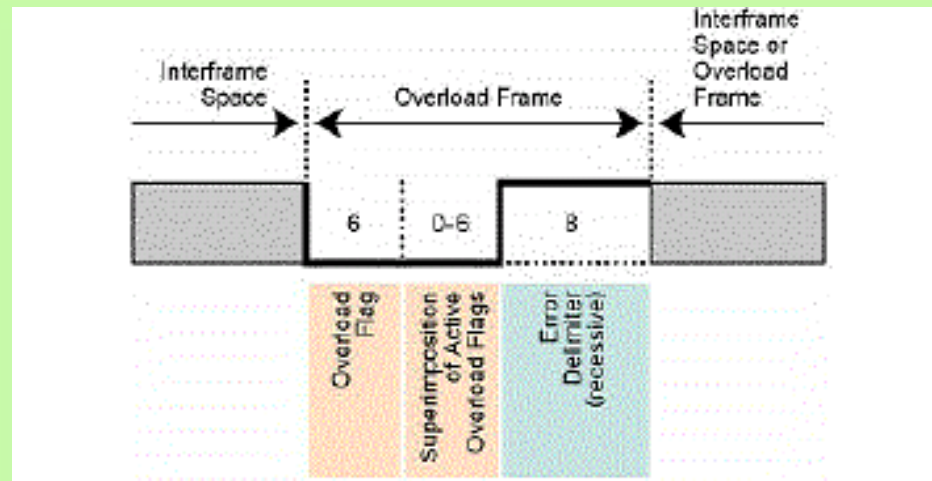 Interframe
Space
Overload Frame
Interframe
Space or
Overload
Frame
6
0-6
8
Overload
Flag
Superimposition
of Active
Overload Flags
Error
Delimiter
(recessive)